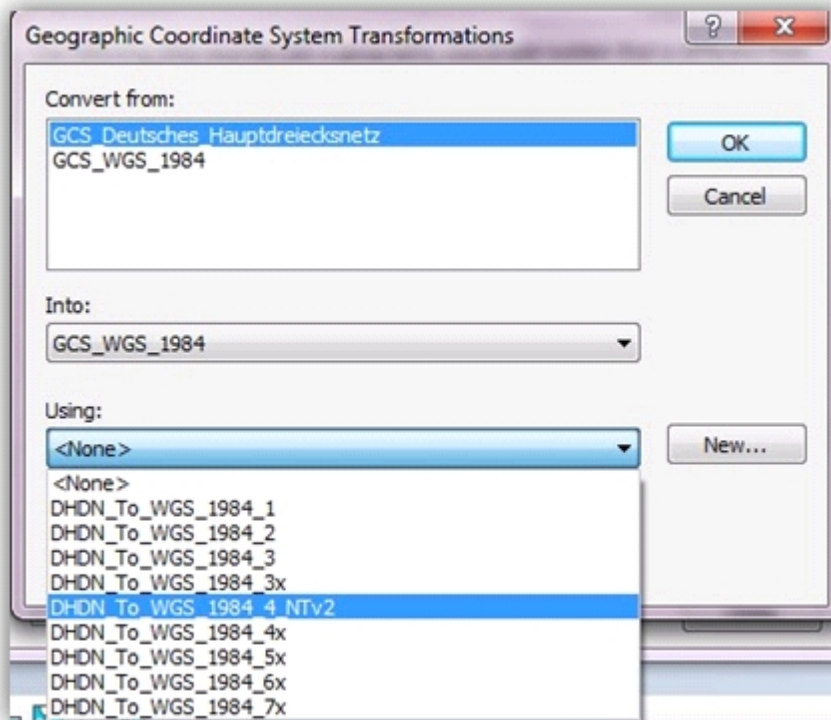 Geographic Coordinate System Transformations
Convert from:
GCS_Deutsches_Hauptdreiecksnetz
GCS_WGS_1984
OK
Cancel
Into:
GCS_WGS_1984
Using:
<None>
New...
<None>
DHDN_To_WGS_1984_1
DHDN_To_WGS_1984_2
DHDN_To_WGS_1984_3
DHDN_To_WGS_1984_3x
DHDN_To_WGS_1984_4_NTv2
DHDN_To_WGS_1984_4x
DHDN_To_WGS_1984_5x
DHDN_To_WGS_1984_6x
DHDN_To_WGS_1984_7x